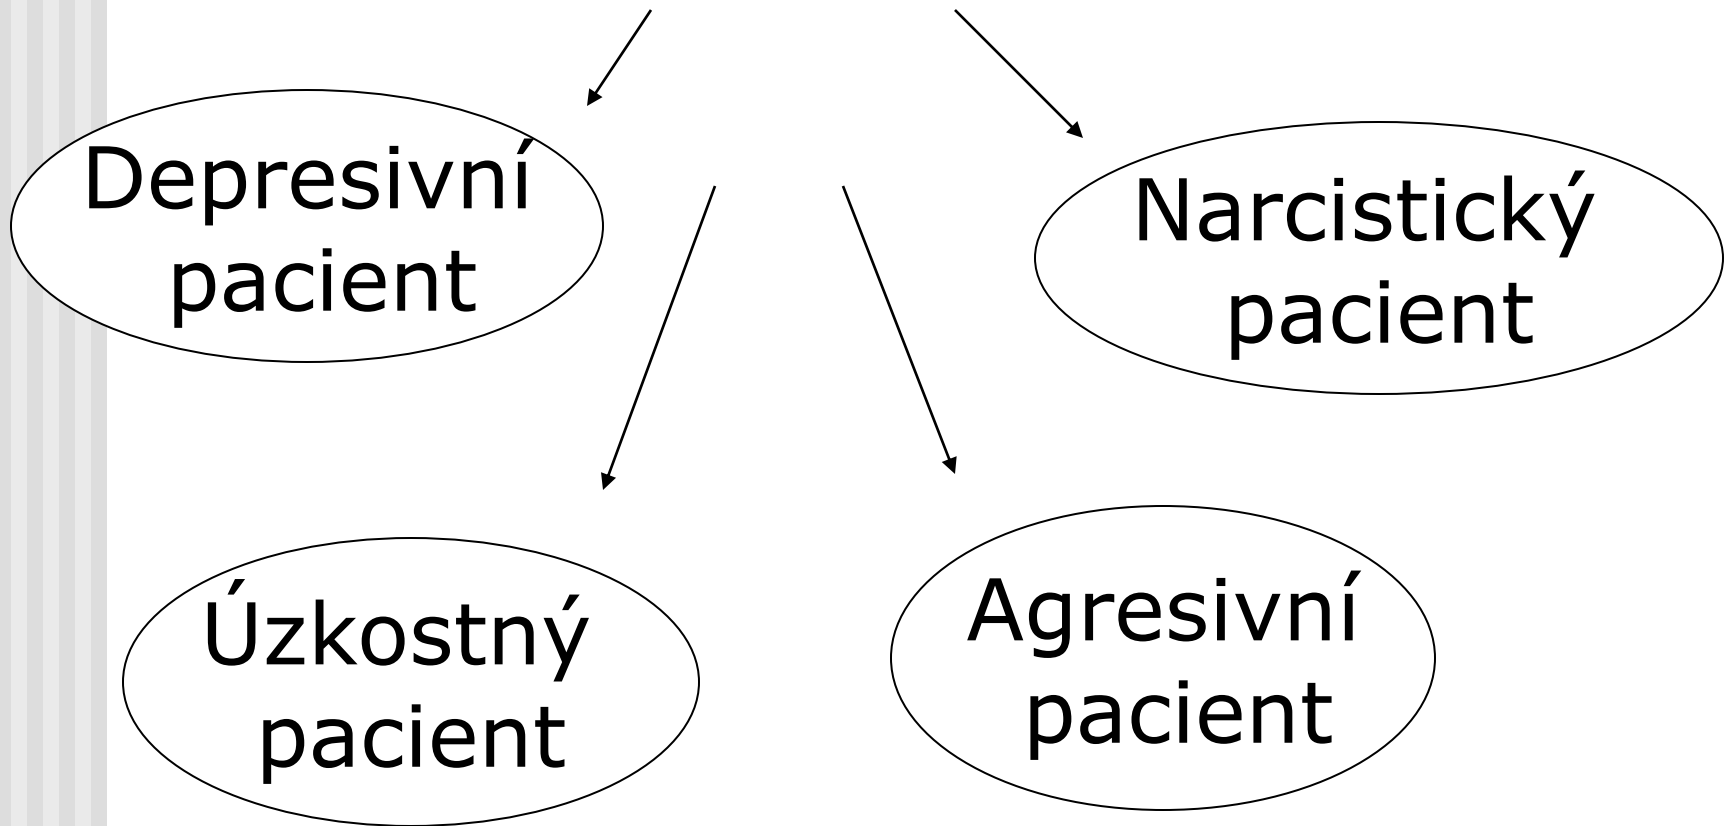 Depresivní
pacient
Narcistický
pacient
Úzkostný
pacient
Agresivní
pacient